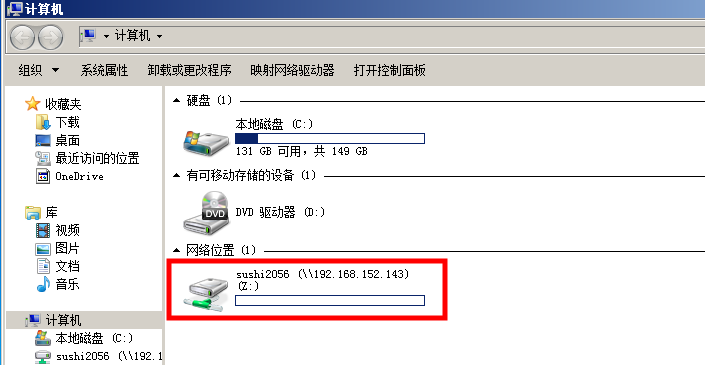 计算机
计算机
组织 系统属性 卸载或更改程序 映射网络驱动器 打开控制面板
收藏夹
下载
桌面
最近访问的位置
OneDrive
库
视频
图片
文档
音乐
计算机
本地磁盘 (C:)
sushi2056 (\\192.1
硬盘 (1)
本地磁盘 (C:)
131 GB 可用，共 149 GB
有可移动存储的设备 (1)
DVD
DVD 驱动器 (D:)
网络位置 (1)
sushi2056 (\\192.168.152.143)
(Z:)